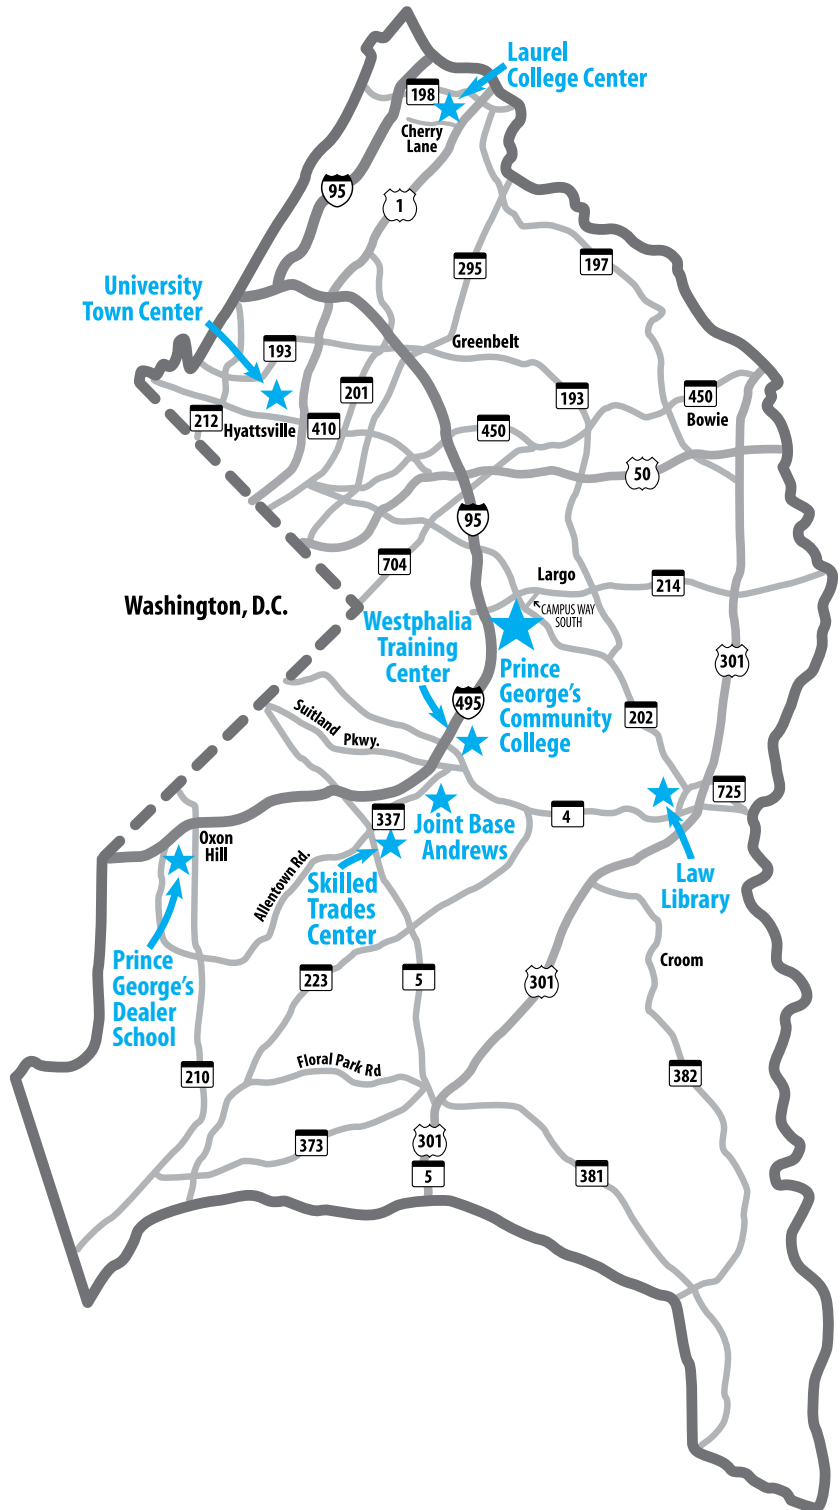 Laurel
College Center
198
Cherry
Lane
95
1
295
197
University
Town Center
193
Greenbelt
201
193
450
212
Hyattsville
410
450
Bowie
50
95
704
Largo
214
Washington, D.C.
CAMPUS WAY
SOUTH
Westphalia
Training
Center
Prince
George's
Community
College
301
495
202
Suitland
Pkwy.
725
337
4
Joint Base
Andrews
Oxon
Hill
Allentown Rd.
Skilled
Trades
Center
Law
Library
Prince
George's
Dealer
School
223
5
301
Croom
Floral Park Rd
210
382
373
301
5
381